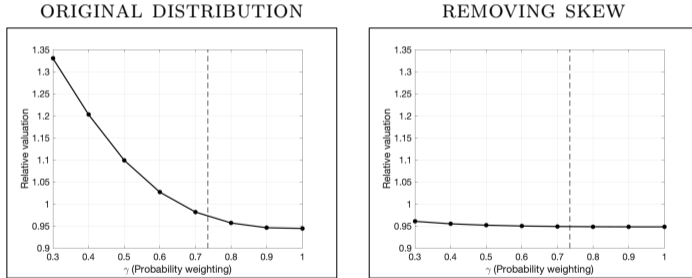 ORIGINAL DISTRIBUTION
1.35
1.3
1.25
1.2
1.15
1.1
1.05
1
0.95
0.9
Relative valuation
0.3 0.4 0.5 0.6 0.7 0.8 0.9 1
γ (Probability weighting)
REMOVING SKEW
1.35
1.3
1.25
1.2
1.15
1.1
1.05
1
0.95
0.9
Relative valuation
0.3 0.4 0.5 0.6 0.7 0.8 0.9 1
γ (Probability weighting)